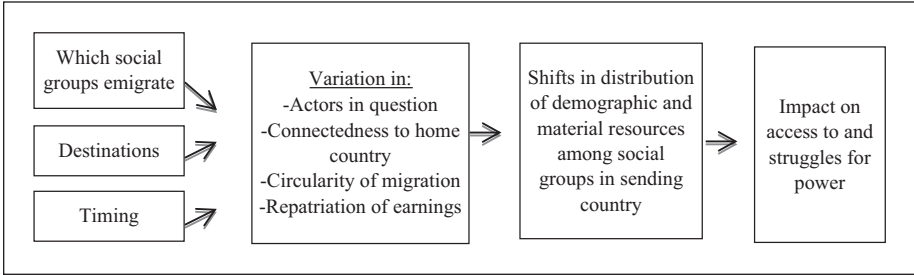 Which social
groups emigrate
Destinations
Timing
Variation in:
-Actors in question
-Connectedness to home
country
-Circularity of migration
-Repatriation of earnings
Shifts in distribution
of demographic and
material resources
among social
groups in sending
country
Impact on
access to and
struggles for
power